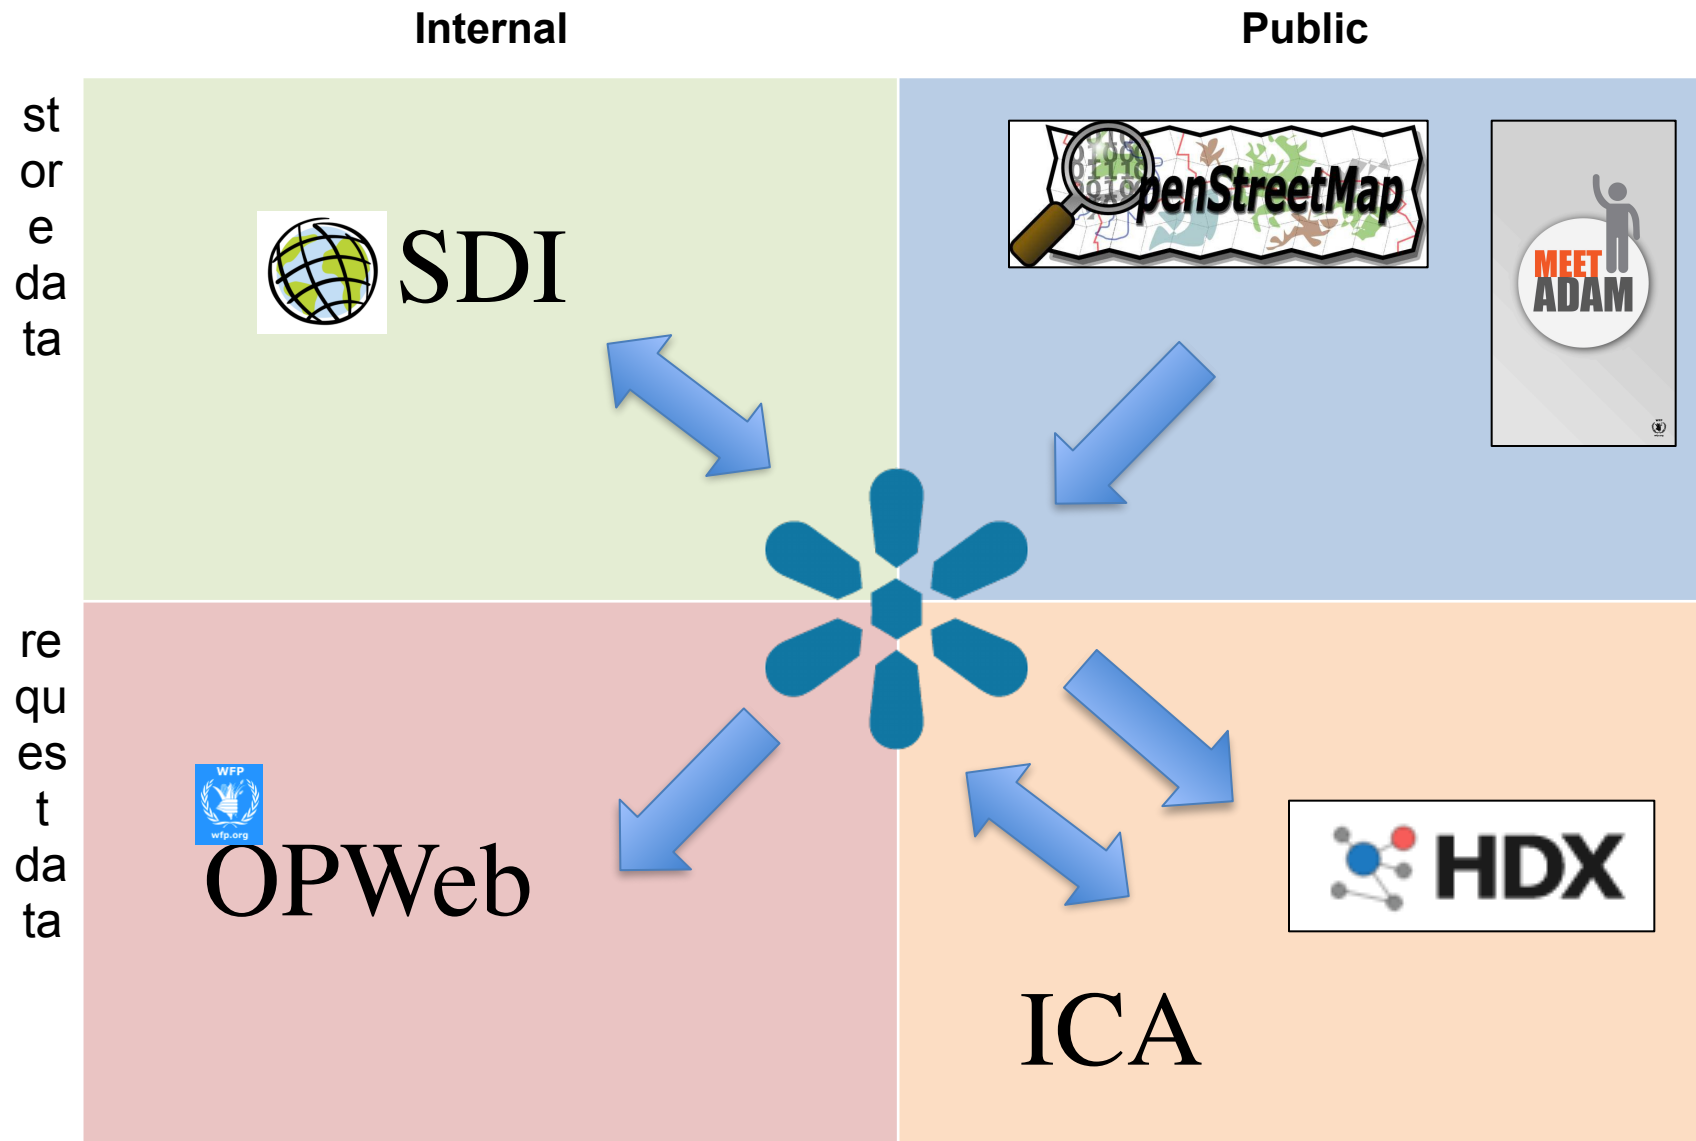 Internal
Public
st
or
e
da
ta
SDI
penStreetMap
MEET
ADAM
re
qu
es
t
da
ta
WFP
wfp.org
OPWeb
HDX
ICA